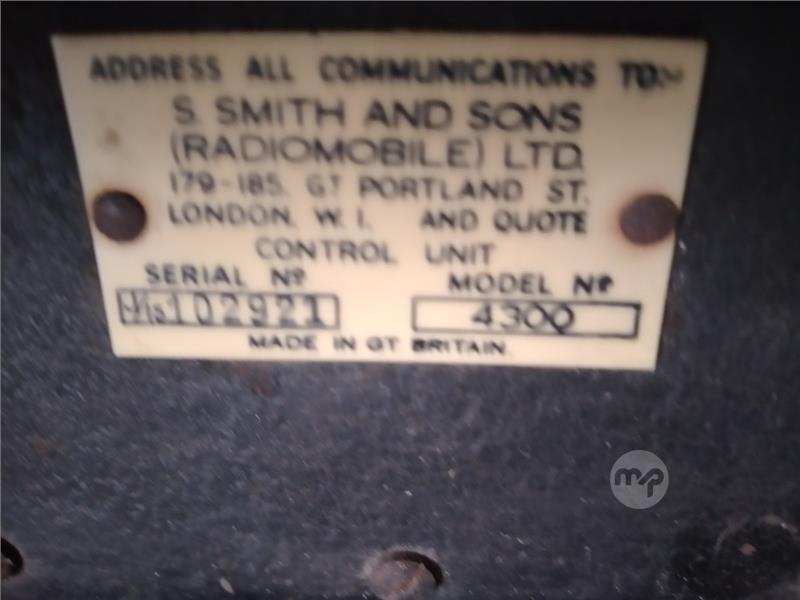 ADDRESS ALL COMMUNICATIONS TO:-
S. SMITH AND SONS
(RADIOMOBILE) LTD.
179-185, GT PORTLAND ST.
LONDON, W. 1. AND QUOTE
CONTROL UNIT
SERIAL Nº MODEL Nº
102921 4300
MADE IN GT BRITAIN.
mp